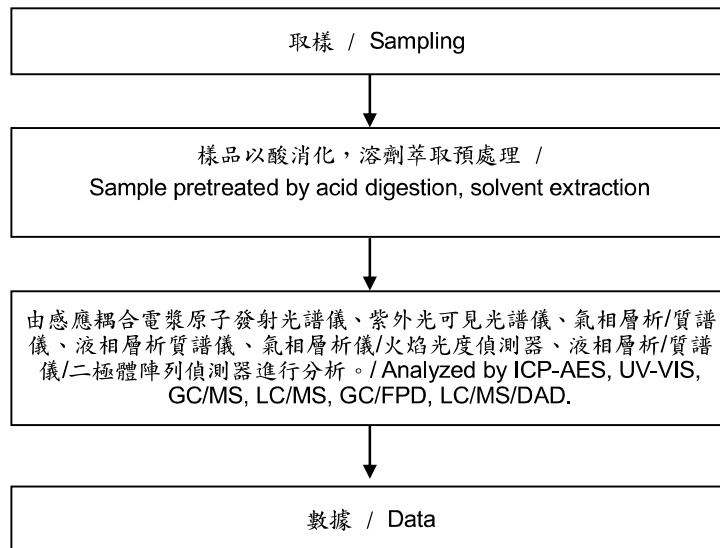 取樣 / Sampling
樣品以酸消化，溶劑萃取預處理 /
Sample pretreated by acid digestion, solvent extraction
由感應耦合電漿原子發射光譜儀、紫外光可見光譜儀、氣相層析/質譜
儀、液相層析質譜儀、氣相層析儀/火焰光度偵測器、液相層析/質譜
儀/二極體陣列偵測器進行分析。/ Analyzed by ICP-AES, UV-VIS,
GC/MS, LC/MS, GC/FPD, LC/MS/DAD.
數據 / Data